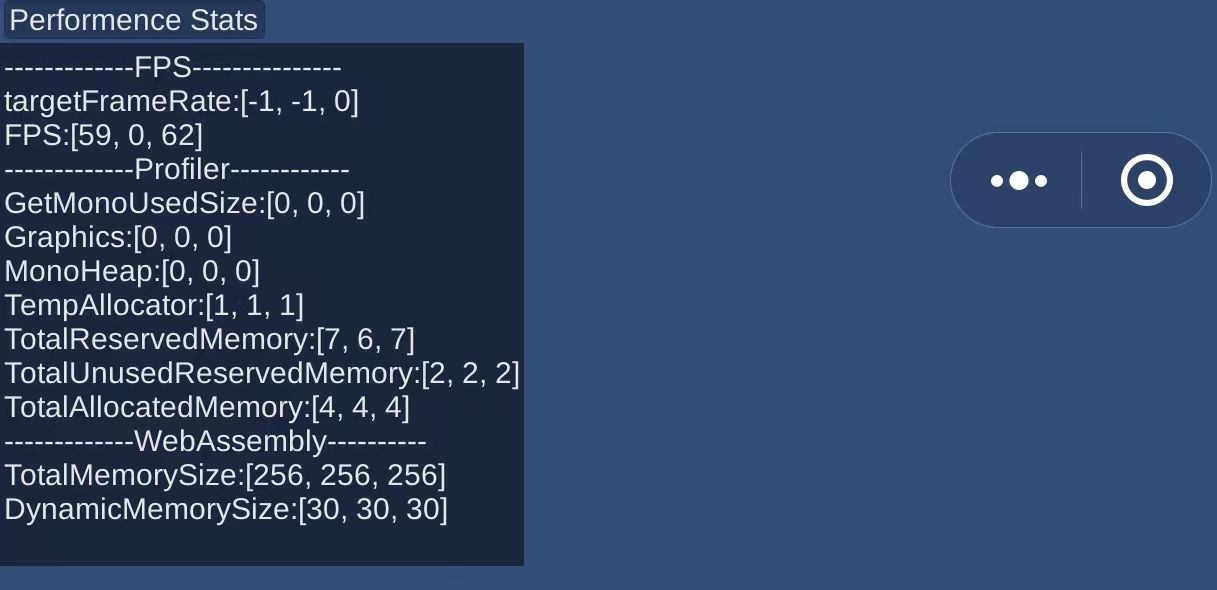 Performence Stats
-------------FPS---------------
targetFrameRate:[-1, -1, 0]
FPS:[59, 0, 62]
-------------Profiler------------
GetMonoUsedSize:[0, 0, 0]
Graphics:[0, 0, 0]
MonoHeap:[0, 0, 0]
TempAllocator:[1, 1, 1]
TotalReservedMemory:[7, 6, 7]
TotalUnusedReservedMemory:[2, 2, 2]
TotalAllocatedMemory:[4, 4, 4]
-------------WebAssembly----------
TotalMemorySize:[256, 256, 256]
DynamicMemorySize:[30, 30, 30]